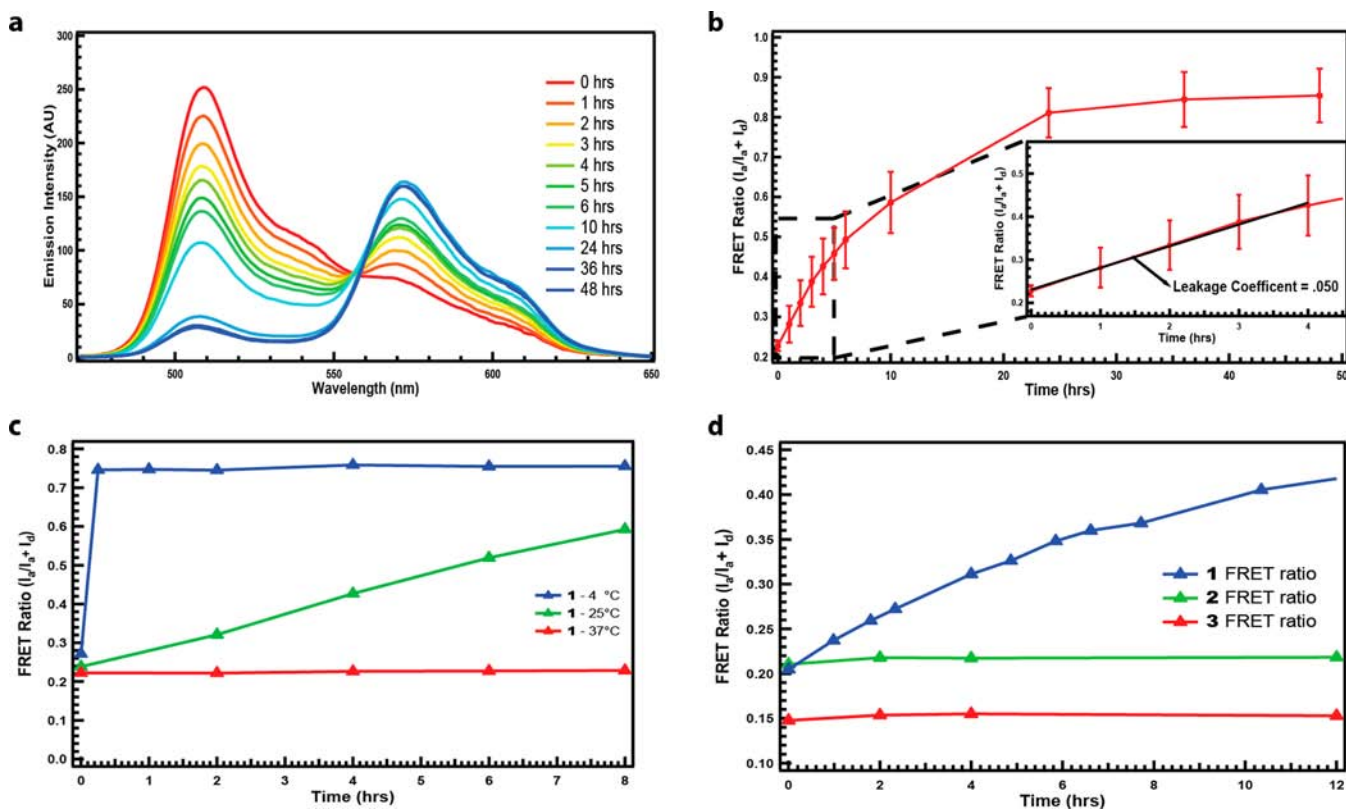 a
300
250
200
150
100
50
0
Emission Intensity (AU)
500
550
600
650
Wavelength (nm)
0 hrs
1 hrs
2 hrs
3 hrs
4 hrs
5 hrs
6 hrs
10 hrs
24 hrs
36 hrs
48 hrs
b
1.0
0.9
0.8
0.7
0.6
0.5
0.4
0.3
0.2
FRET Ratio (Ia/Ia+ Id)
0
10
20
30
40
50
Time (hrs)
0.5
0.4
0.3
0.2
FRET Ratio (Ia/Ia+ Id)
Leakage Coefficent = .050
0
1
2
3
4
Time (hrs)
c
0.8
0.7
0.6
0.5
0.4
0.3
0.2
0.1
0.0
FRET Ratio (Ia/Ia+ Id)
1 - 4 °C
1 - 25°C
1 - 37°C
0
1
2
3
4
5
6
7
8
Time (hrs)
d
0.45
0.40
0.35
0.30
0.25
0.20
0.15
0.10
FRET Ratio (Ia/Ia+ Id)
1 FRET ratio
2 FRET ratio
3 FRET ratio
0
2
4
6
8
10
12
Time (hrs)